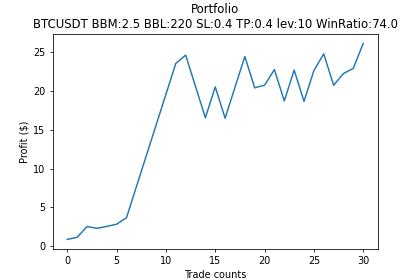 Portfolio
BTCUSDT BBM:2.5 BBL:220 SL:0.4 TP:0.4 lev:10 WinRatio:74.0
25
20
15
10
5
0
Profit ($)
0 5 10 15 20 25 30
Trade counts